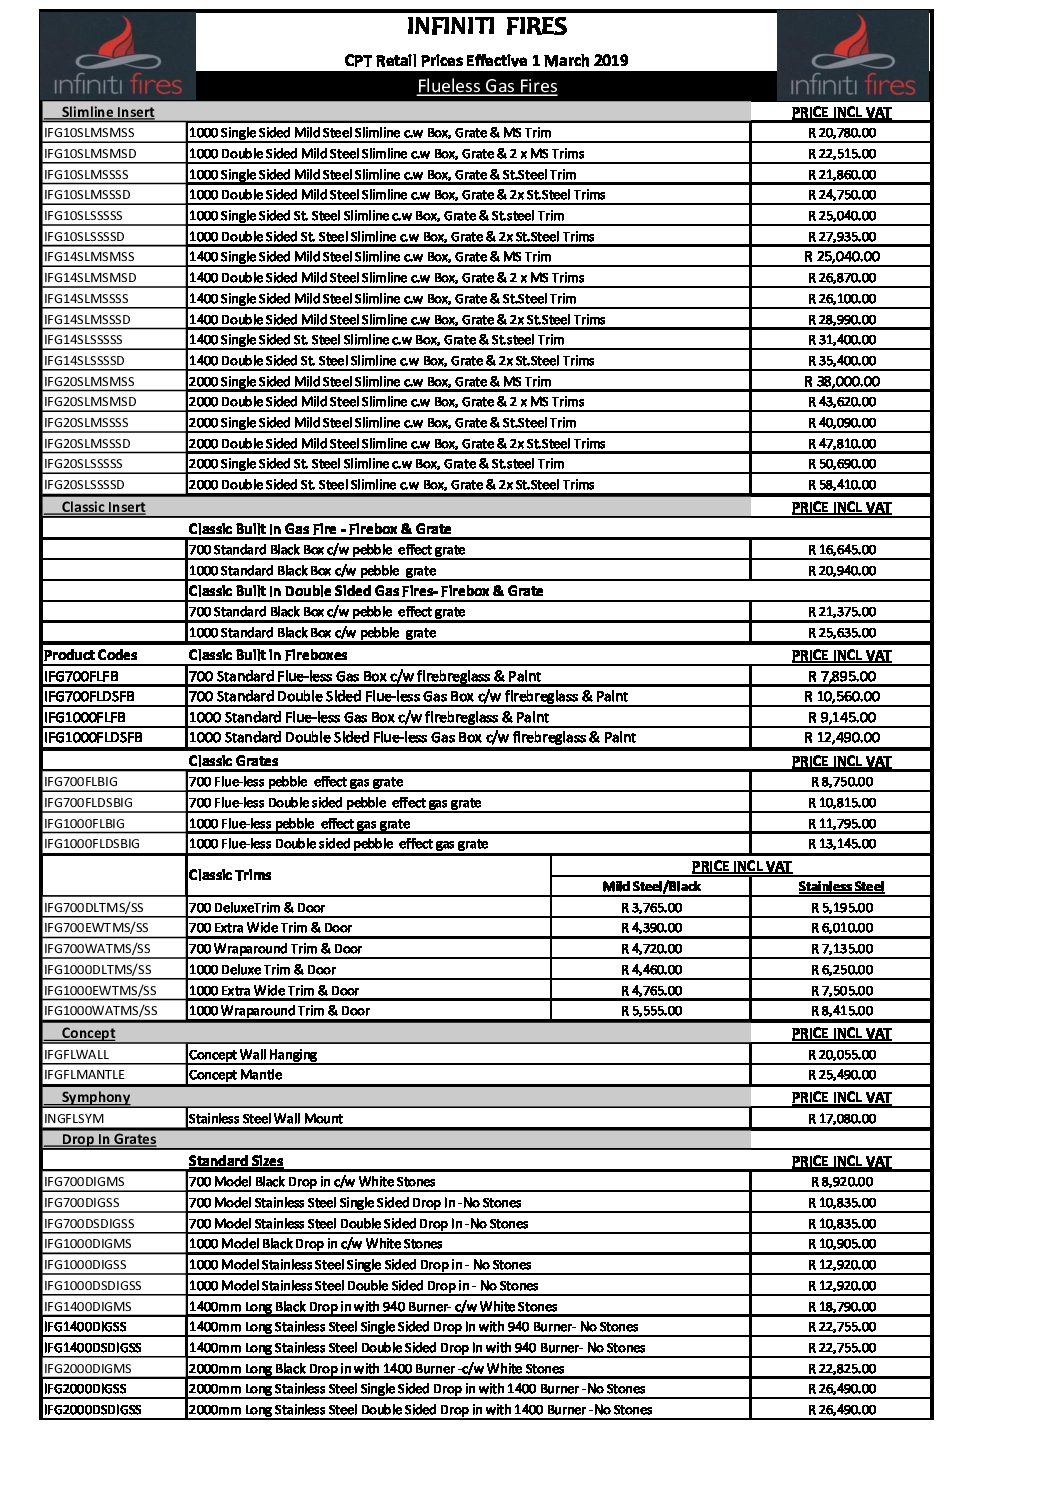 infiniti fires
INFINITI FIRES
CPT Retail Prices Effective 1 March 2019
Flueless Gas Fires
infiniti fires
Slimline Insert PRICE INCL VAT
IFG10SLMSMSS 1000 Single Sided Mild Steel Slimline c.w Box, Grate & MS Trim R 20,780.00
IFG10SLMSMSD 1000 Double Sided Mild Steel Slimline c.w Box, Grate & 2 x MS Trims R 22,515.00
IFG10SLMSSSS 1000 Single Sided Mild Steel Slimline c.w Box, Grate & St.Steel Trim R 21,860.00
IFG10SLMSSSD 1000 Double Sided Mild Steel Slimline c.w Box, Grate & 2x St.Steel Trims R 24,750.00
IFG10SLSSSSS 1000 Single Sided St. Steel Slimline c.w Box, Grate & St.steel Trim R 25,040.00
IFG10SLSSSSD 1000 Double Sided St. Steel Slimline c.w Box, Grate & 2x St.Steel Trims R 27,935.00
IFG14SLMSMSS 1400 Single Sided Mild Steel Slimline c.w Box, Grate & MS Trim R 25,040.00
IFG14SLMSMSD 1400 Double Sided Mild Steel Slimline c.w Box, Grate & 2 x MS Trims R 26,870.00
IFG14SLMSSSS 1400 Single Sided Mild Steel Slimline c.w Box, Grate & St.Steel Trim R 26,100.00
IFG14SLMSSSD 1400 Double Sided Mild Steel Slimline c.w Box, Grate & 2x St.Steel Trims R 28,990.00
IFG14SLSSSSS 1400 Single Sided St. Steel Slimline c.w Box, Grate & St.steel Trim R 31,400.00
IFG14SLSSSSD 1400 Double Sided St. Steel Slimline c.w Box, Grate & 2x St.Steel Trims R 35,400.00
IFG20SLMSMSS 2000 Single Sided Mild Steel Slimline c.w Box, Grate & MS Trim R 38,000.00
IFG20SLMSMSD 2000 Double Sided Mild Steel Slimline c.w Box, Grate & 2 x MS Trims R 43,620.00
IFG20SLMSSSS 2000 Single Sided Mild Steel Slimline c.w Box, Grate & St.Steel Trim R 40,090.00
IFG20SLMSSSD 2000 Double Sided Mild Steel Slimline c.w Box, Grate & 2x St.Steel Trims R 47,810.00
IFG20SLSSSSS 2000 Single Sided St. Steel Slimline c.w Box, Grate & St.steel Trim R 50,690.00
IFG20SLSSSSD 2000 Double Sided St. Steel Slimline c.w Box, Grate & 2x St.Steel Trims R 58,410.00
Classic Insert PRICE INCL VAT
Classic Built In Gas Fire - Firebox & Grate
700 Standard Black Box c/w pebble effect grate R 16,645.00
1000 Standard Black Box c/w pebble grate R 20,940.00
Classic Built In Double Sided Gas Fires- Firebox & Grate
700 Standard Black Box c/w pebble effect grate R 21,375.00
1000 Standard Black Box c/w pebble grate R 25,635.00
Product Codes Classic Built in Fireboxes PRICE INCL VAT
IFG700FLFB 700 Standard Flue-less Gas Box c/w firebreglass & Paint R 7,895.00
IFG700FLDSFB 700 Standard Double Sided Flue-less Gas Box c/w firebreglass & Paint R 10,560.00
IFG1000FLFB 1000 Standard Flue-less Gas Box c/w firebreglass & Paint R 9,145.00
IFG1000FLDSFB 1000 Standard Double Sided Flue-less Gas Box c/w firebreglass & Paint R 12,490.00
Classic Grates PRICE INCL VAT
IFG700FLBIG 700 Flue-less pebble effect gas grate R 8,750.00
IFG700FLDSBIG 700 Flue-less Double sided pebble effect gas grate R 10,815.00
IFG1000FLBIG 1000 Flue-less pebble effect gas grate R 11,795.00
IFG1000FLDSBIG 1000 Flue-less Double sided pebble effect gas grate R 13,145.00
Classic Trims PRICE INCL VAT
Mild Steel/Black Stainless Steel
IFG700DLTMS/SS 700 DeluxeTrim & Door R 3,765.00 R 5,195.00
IFG700EWTMS/SS 700 Extra Wide Trim & Door R 4,390.00 R 6,010.00
IFG700WATMS/SS 700 Wraparound Trim & Door R 4,720.00 R 7,135.00
IFG1000DLTMS/SS 1000 Deluxe Trim & Door R 4,460.00 R 6,250.00
IFG1000EWTMS/SS 1000 Extra Wide Trim & Door R 4,765.00 R 7,505.00
IFG1000WATMS/SS 1000 Wraparound Trim & Door R 5,555.00 R 8,415.00
Concept PRICE INCL VAT
IFGFLWALL Concept Wall Hanging R 20,055.00
IFGFLMANTLE Concept Mantle R 25,490.00
Symphony PRICE INCL VAT
INGFLSYM Stainless Steel Wall Mount R 17,080.00
Drop In Grates
Standard Sizes PRICE INCL VAT
IFG700DIGMS 700 Model Black Drop in c/w White Stones R 8,920.00
IFG700DIGSS 700 Model Stainless Steel Single Sided Drop In -No Stones R 10,835.00
IFG700DSDIGSS 700 Model Stainless Steel Double Sided Drop In -No Stones R 10,835.00
IFG1000DIGMS 1000 Model Black Drop in c/w White Stones R 10,905.00
IFG1000DIGSS 1000 Model Stainless Steel Single Sided Drop in - No Stones R 12,920.00
IFG1000DSDIGSS 1000 Model Stainless Steel Double Sided Drop in - No Stones R 12,920.00
IFG1400DIGMS 1400mm Long Black Drop in with 940 Burner- c/w White Stones R 18,790.00
IFG1400DIGSS 1400mm Long Stainless Steel Single Sided Drop In with 940 Burner- No Stones R 22,755.00
IFG1400DSDIGSS 1400mm Long Stainless Steel Double Sided Drop In with 940 Burner- No Stones R 22,755.00
IFG2000DIGMS 2000mm Long Black Drop in with 1400 Burner -c/w White Stones R 22,825.00
IFG2000DIGSS 2000mm Long Stainless Steel Single Sided Drop in with 1400 Burner -No Stones R 26,490.00
IFG2000DSDIGSS 2000mm Long Stainless Steel Double Sided Drop in with 1400 Burner -No Stones R 26,490.00